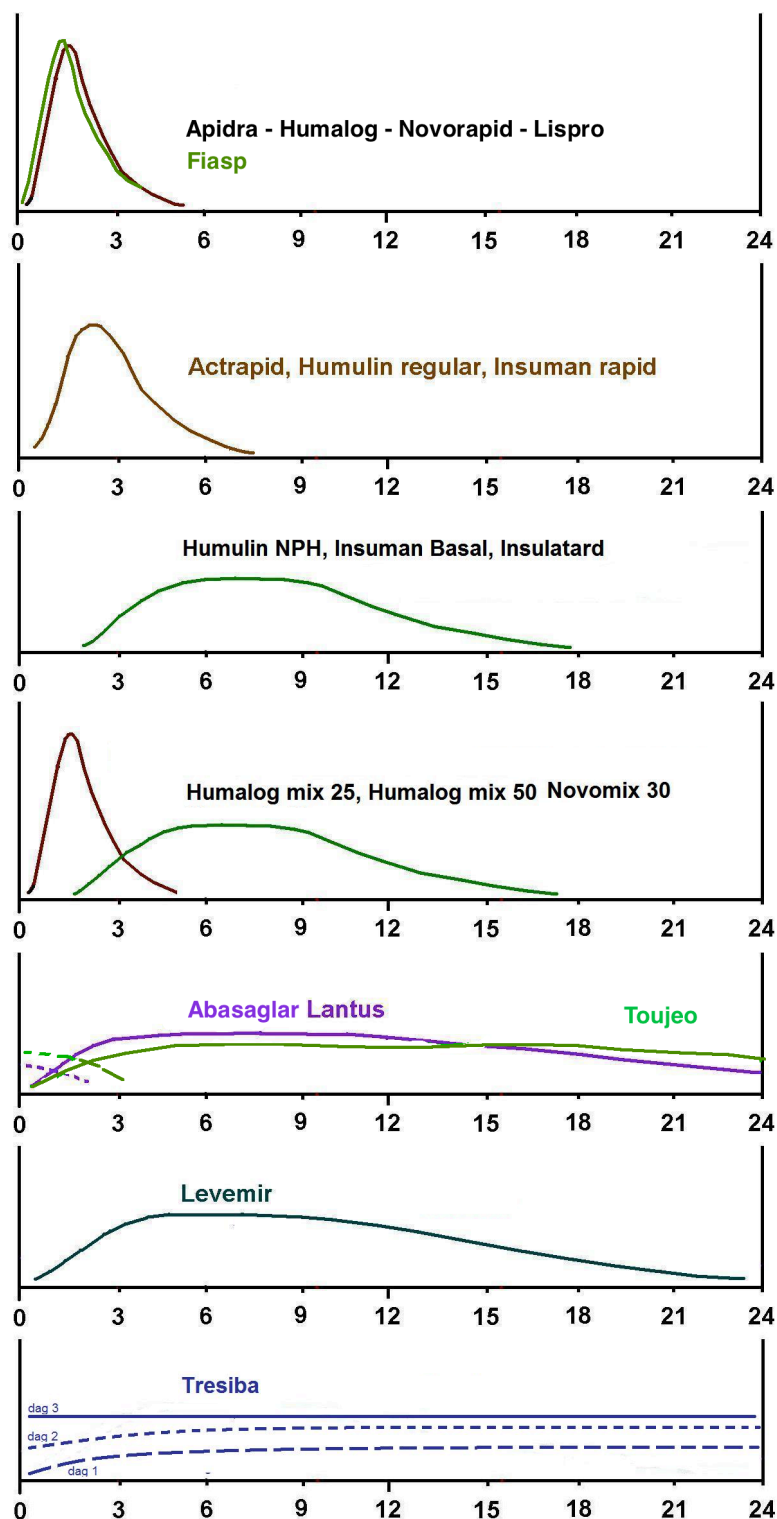 Apidra - Humalog - Novorapid - Lispro
Fiasp
0 3 6 9 12 15 18 21 24
Actrapid, Humulin regular, Insuman rapid
0 3 6 9 12 15 18 21 24
Humulin NPH, Insuman Basal, Insulatard
0 3 6 9 12 15 18 21 24
Humalog mix 25, Humalog mix 50 Novomix 30
0 3 6 9 12 15 18 21 24
Abasaglar Lantus Toujeo
0 3 6 9 12 15 18 21 24
Levemir
0 3 6 9 12 15 18 21 24
Tresiba
dag 3
dag 2
dag 1
0 3 6 9 12 15 18 21 24